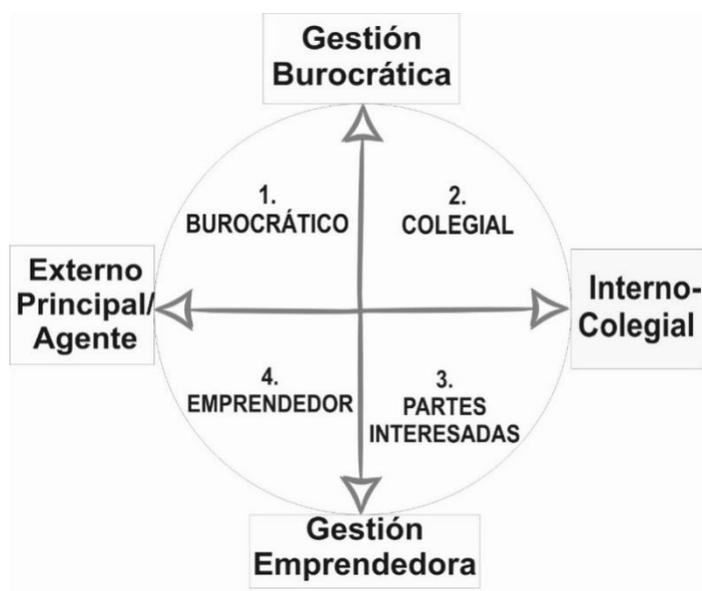 Gestión
Burocrática
1.
BUROCRÁTICO
2.
COLEGIAL
Externo
Principal/
Agente
Interno-
Colegial
4.
EMPRENDEDOR
3.
PARTES
INTERESADAS
Gestión
Emprendedora